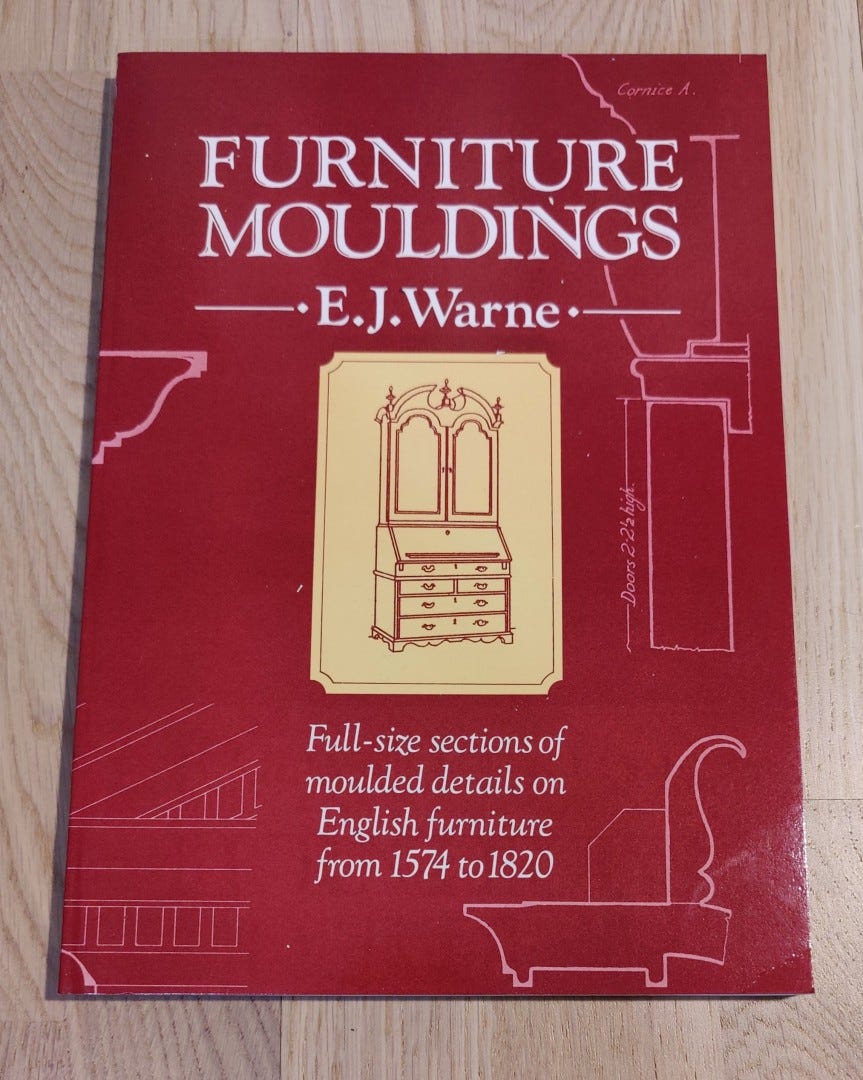 Cornice A.
FURNITURE
MOULDINGS
E.J.Warne
Doors 2·2½ high.
Full-size sections of
moulded details on
English furniture
from 1574 to 1820